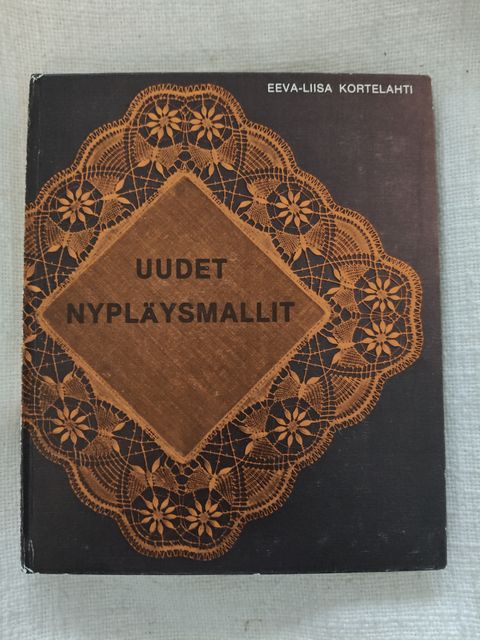 EEVA-LIISA KORTELAHTI
UUDET
NYPLÄYSMALLIT